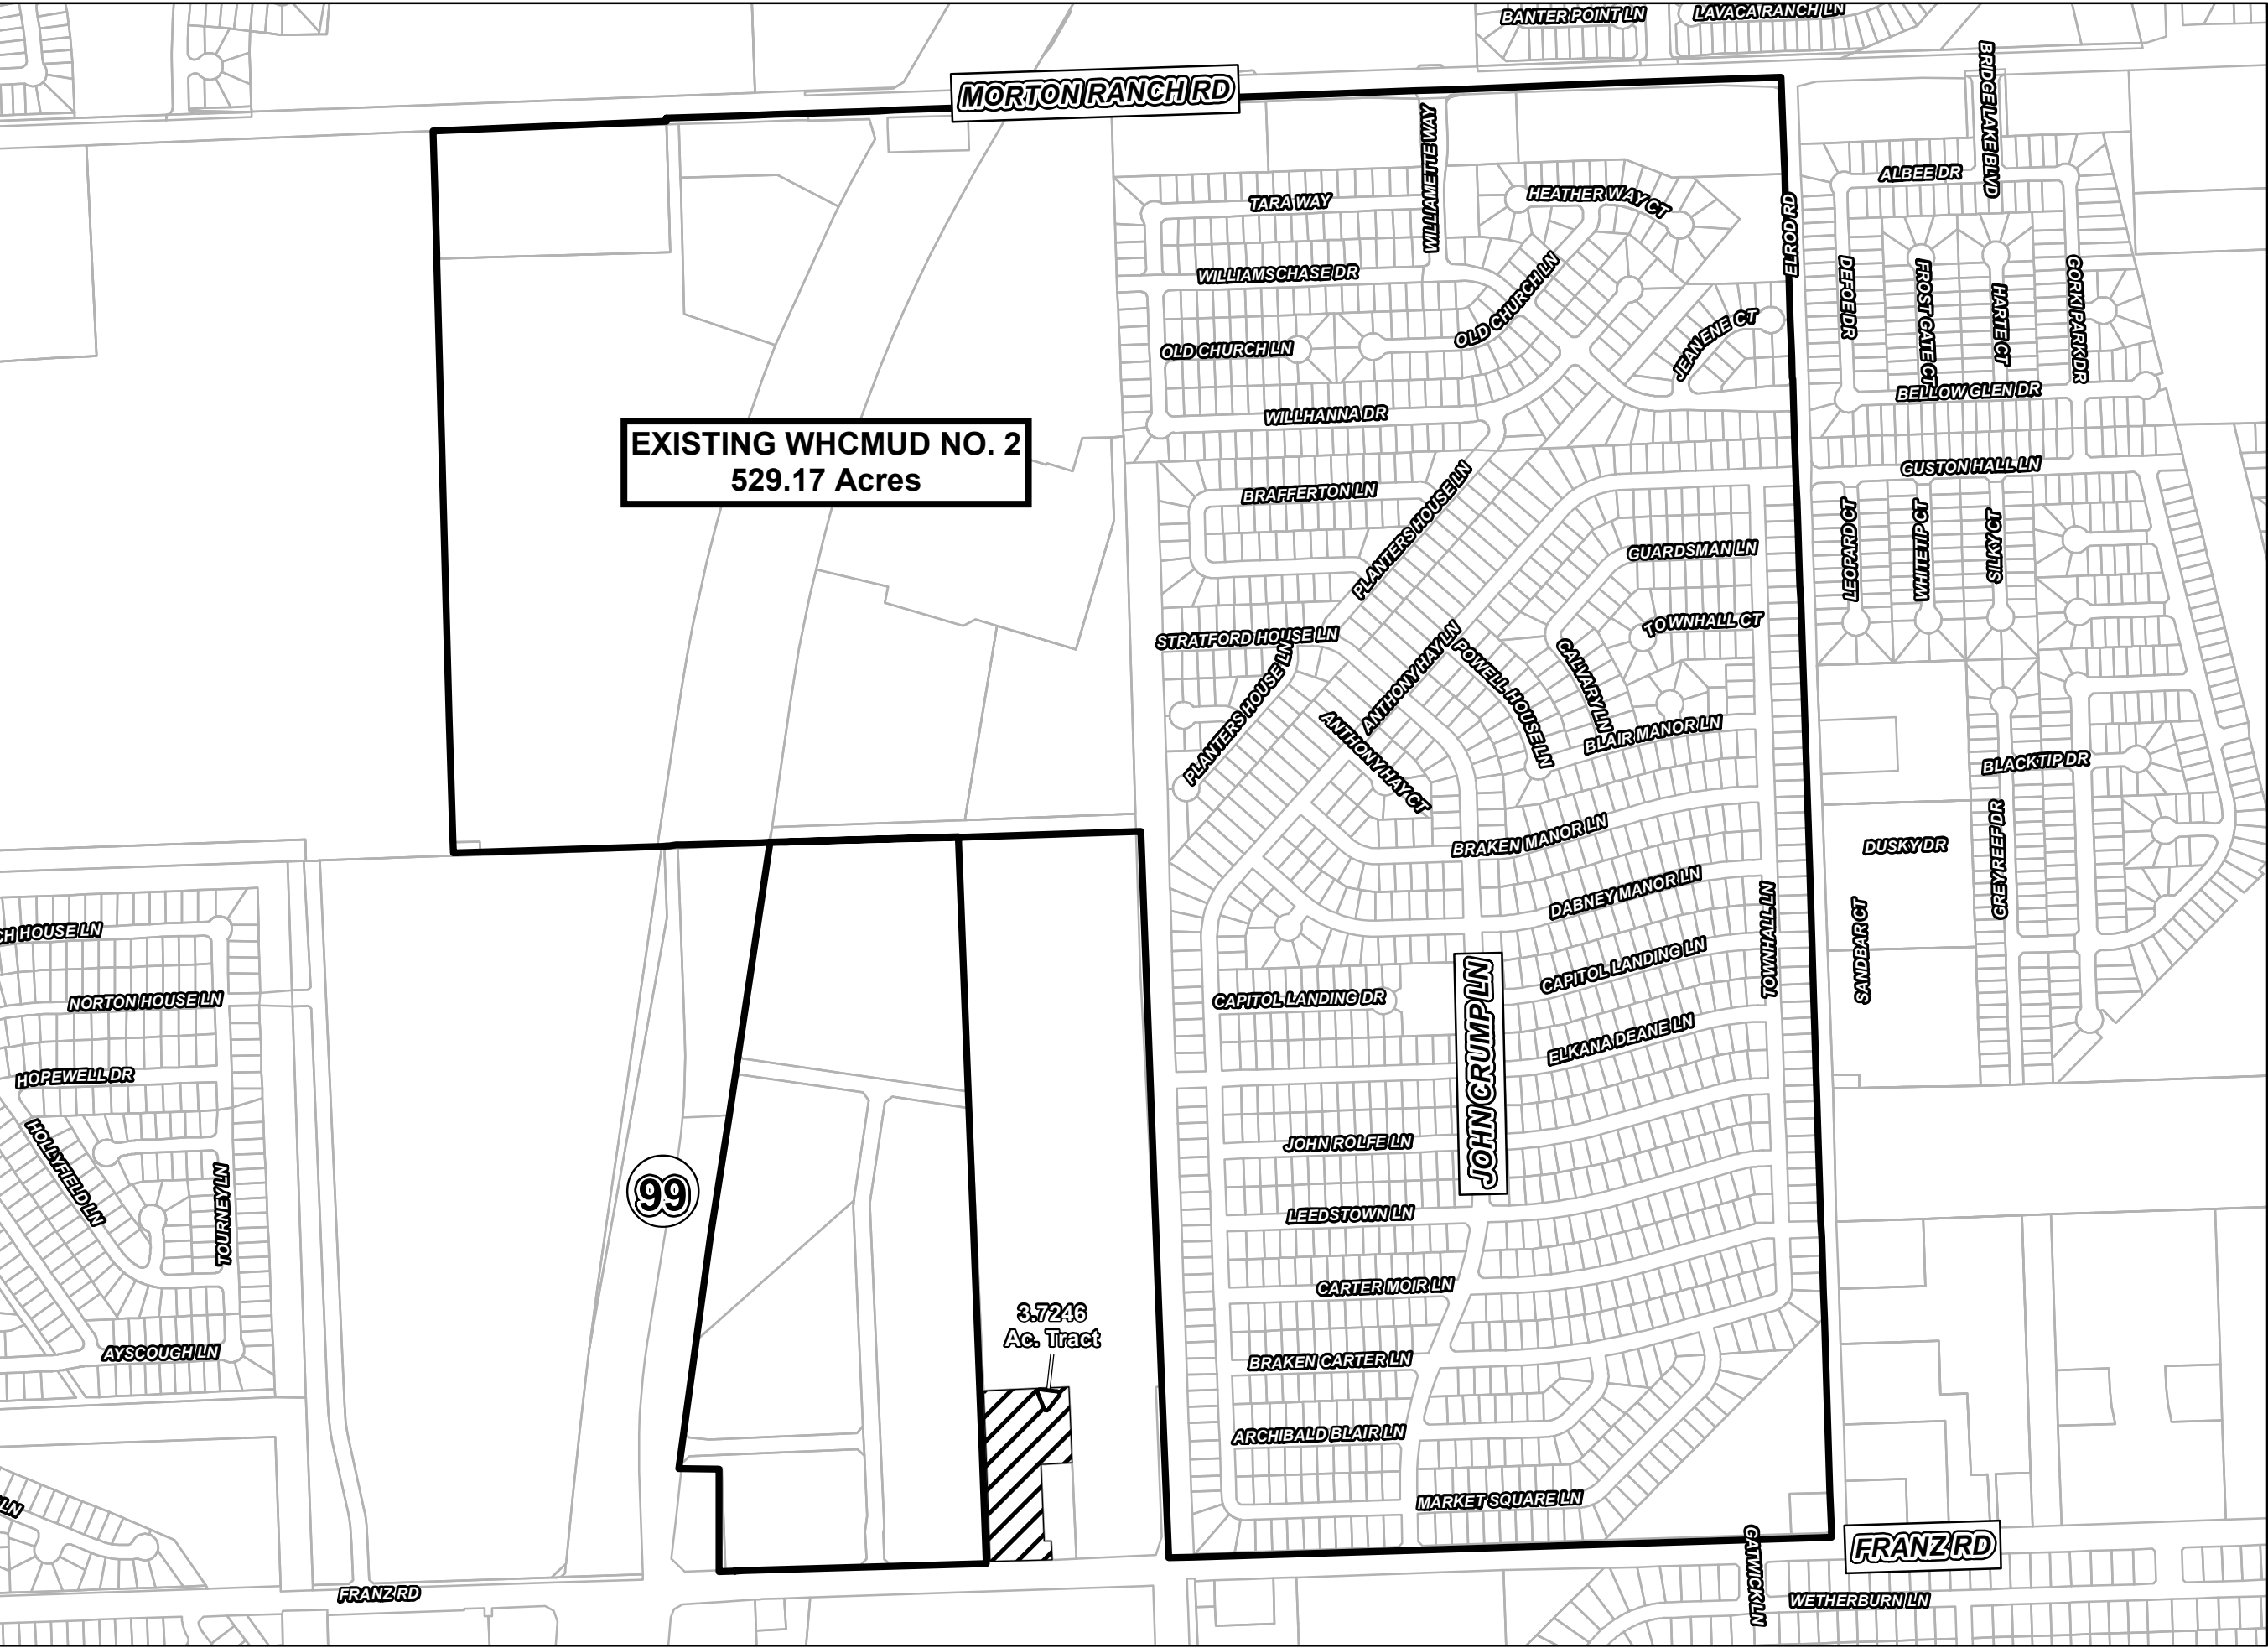 BANTER POINT LN
LAVACA RANCH LN
MORTON RANCH RD
BRIDGE LAKE BLVD
WILLIAMETTE WAY
ALBEE DR
TARA WAY
HEATHER WAY CT
ELROD RD
WILLIAMSCHASE DR
OLD CHURCH LN
DEFOE DR
FROST GATE CT
HARTE CT
GORKI PARK DR
OLD CHURCH LN
JEAN ENE CT
BELLOW GLEN DR
WILLHANNA DR
EXISTING WHCMUD NO. 2
529.17 Acres
GUSTON HALL LN
BRAFFERTON LN
PLANTERS HOUSE LN
LEOPARD CT
WHITETIP CT
SILKY CT
GUARDSMAN LN
TOWNHALL CT
STRATFORD HOUSE LN
PLANTERS HOUSE LN
ANTHONY HAY LN
POWELL HOUSE LN
CALVARY LN
ANTHONY HAY CT
BLAIR MANOR LN
BLACKTIP DR
BRAKEN MANOR LN
DUSKY DR
GREY REEF DR
DABNEY MANOR LN
TOWNHALL LN
SANDBAR CT
CH HOUSE LN
NORTON HOUSE LN
CAPITOL LANDING DR
CAPITOL LANDING LN
JOHN CRUMP LN
ELKANA DEANE LN
HOPEWELL DR
HOLLYFIELD LN
TOURNEY LN
JOHN ROLFE LN
99
LEEDSTOWN LN
CARTER MOIR LN
3.7246
Ac. Tract
AYSCOUGH LN
BRAKEN CARTER LN
ARCHIBALD BLAIR LN
MARKET SQUARE LN
LN
FRANZ RD
FRANZ RD
GATWICK LN
WETHERBURN LN